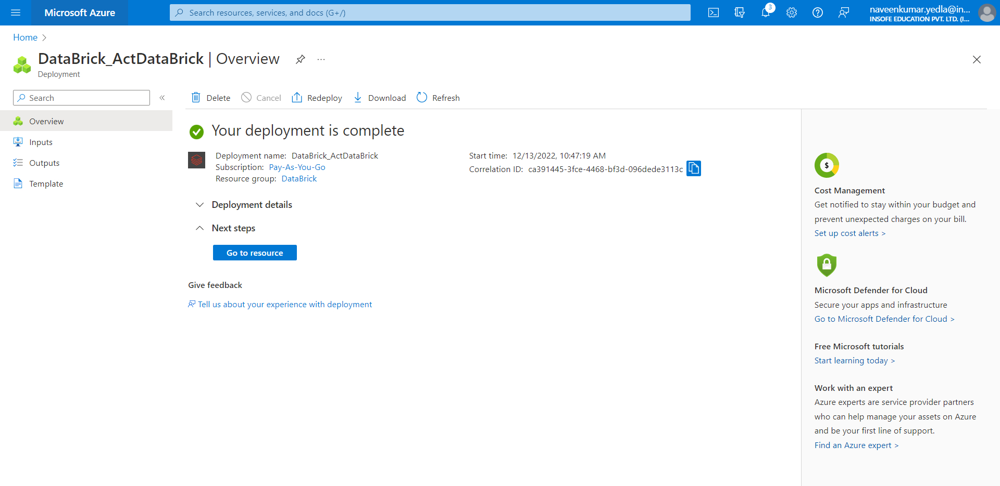 Microsoft Azure
Search resources, services, and docs (G+/)
3
naveenkumar.yedla@in...
INSOFE EDUCATION PVT. LTD. (I...
Home
DataBrick_ActDataBrick | Overview
...
Deployment
Search
«
Delete
Cancel
Redeploy
Download
Refresh
Overview
Inputs
Outputs
Template
Your deployment is complete
Deployment name: DataBrick_ActDataBrick
Subscription: Pay-As-You-Go
Resource group: DataBrick
Start time: 12/13/2022, 10:47:19 AM
Correlation ID: ca391445-3fce-4468-bf3d-096dede3113c
Deployment details
Next steps
Go to resource
Give feedback
Tell us about your experience with deployment
$
Cost Management
Get notified to stay within your budget and
prevent unexpected charges on your bill.
Set up cost alerts >
Microsoft Defender for Cloud
Secure your apps and infrastructure
Go to Microsoft Defender for Cloud >
Free Microsoft tutorials
Start learning today >
Work with an expert
Azure experts are service provider partners
who can help manage your assets on Azure
and be your first line of support.
Find an Azure expert >